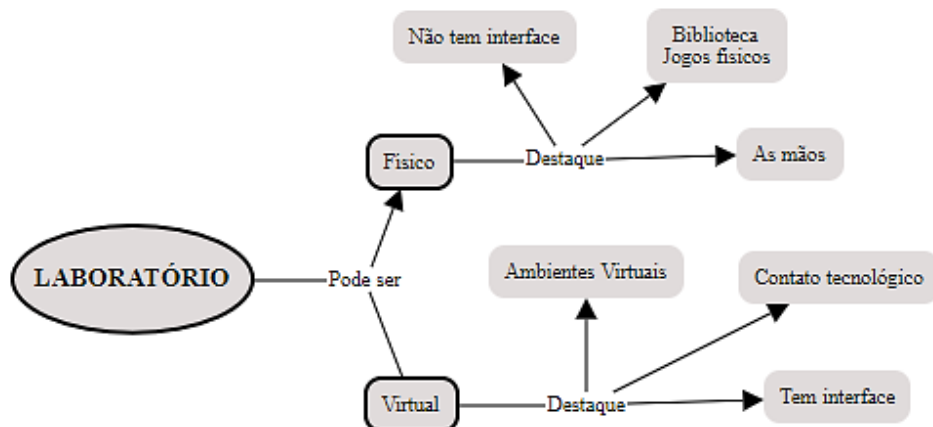 Não tem interface
Biblioteca
Jogos físicos
Físico
Destaque
As mãos
LABORATÓRIO
Pode ser
Ambientes Virtuais
Contato tecnológico
Virtual
Destaque
Tem interface